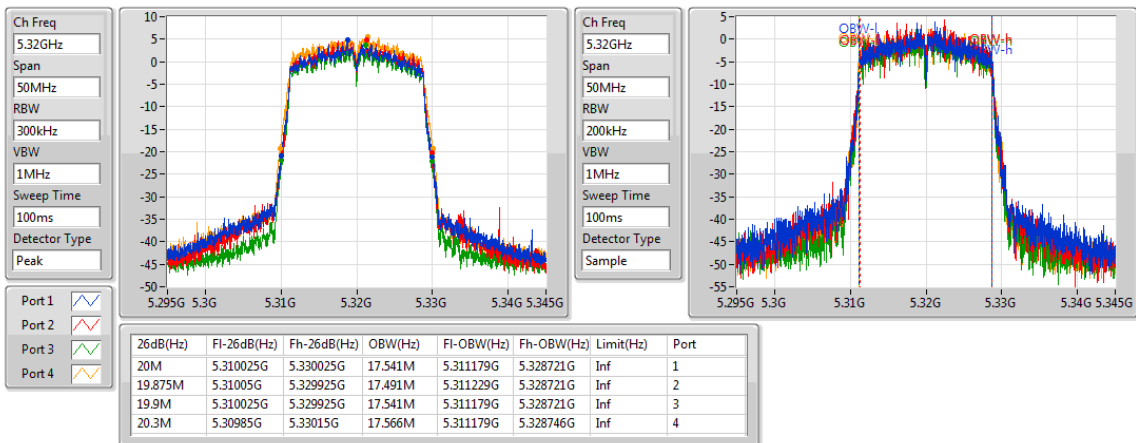 Ch Freq
5.32GHz
Span
50MHz
RBW
300kHz
VBW
1MHz
Sweep Time
100ms
Detector Type
Peak
10
5
0
-5
-10
-15
-20
-25
-30
-35
-40
-45
-50
5.295G 5.3G 5.31G 5.32G 5.33G 5.34G 5.345G
Ch Freq
5.32GHz
Span
50MHz
RBW
200kHz
VBW
1MHz
Sweep Time
100ms
Detector Type
Sample
10
5
0
-5
-10
-15
-20
-25
-30
-35
-40
-45
-50
-55
OBW-l
OBW-h
5.295G 5.3G 5.31G 5.32G 5.33G 5.34G 5.345G
Port 1
Port 2
Port 3
Port 4
26dB(Hz) Fl-26dB(Hz) Fh-26dB(Hz) OBW(Hz) Fl-OBW(Hz) Fh-OBW(Hz) Limit(Hz) Port
20M 5.310025G 5.330025G 17.541M 5.311179G 5.328721G Inf 1
19.875M 5.31005G 5.329925G 17.491M 5.311229G 5.328721G Inf 2
19.9M 5.310025G 5.329925G 17.541M 5.311179G 5.328721G Inf 3
20.3M 5.30985G 5.33015G 17.566M 5.311179G 5.328746G Inf 4